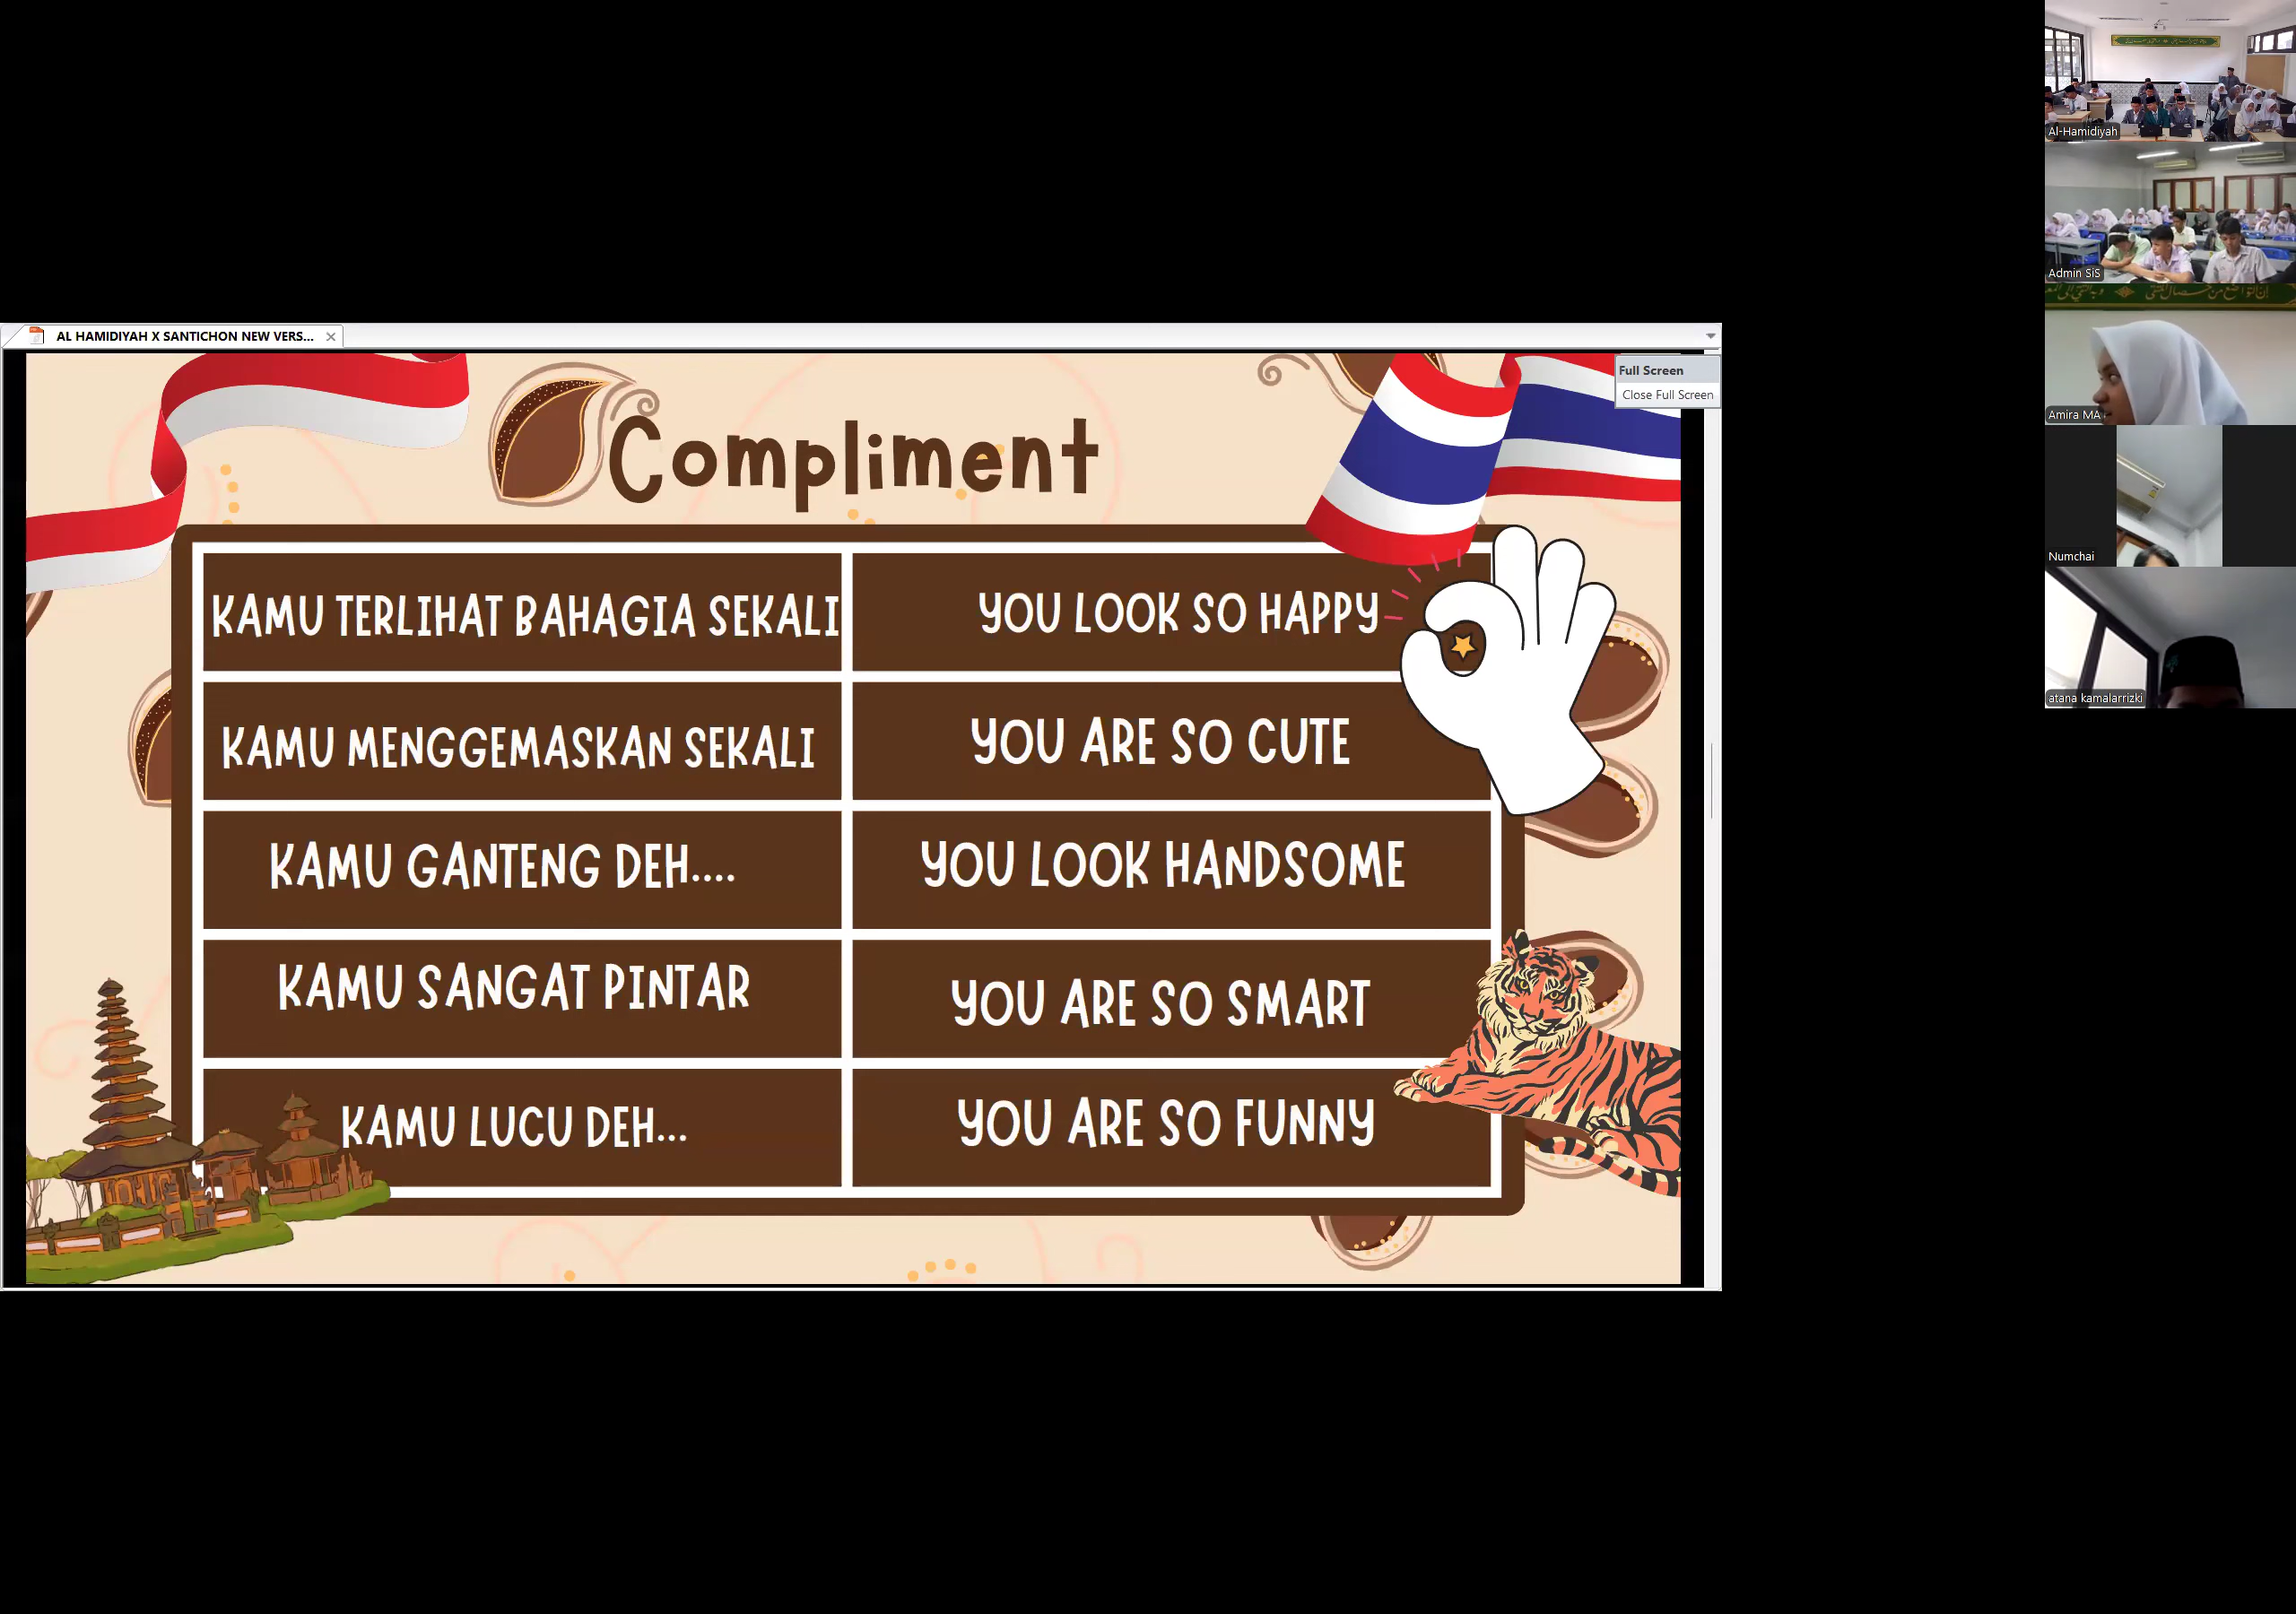 AL HAMIDIYAH X SANTICHON NEW VERS...
Full Screen
Close Full Screen
Compliment
KAMU TERLIHAT BAHAGIA SEKALI
YOU LOOK SO HAPPY
KAMU MENGGEMASKAN SEKALI
YOU ARE SO CUTE
KAMU GANTENG DEH....
YOU LOOK HANDSOME
KAMU SANGAT PINTAR
YOU ARE SO SMART
KAMU LUCU DEH...
YOU ARE SO FUNNY
Al-Hamidiyah
Admin SiS
Amira MA
Numchai
atana kamalarrizki